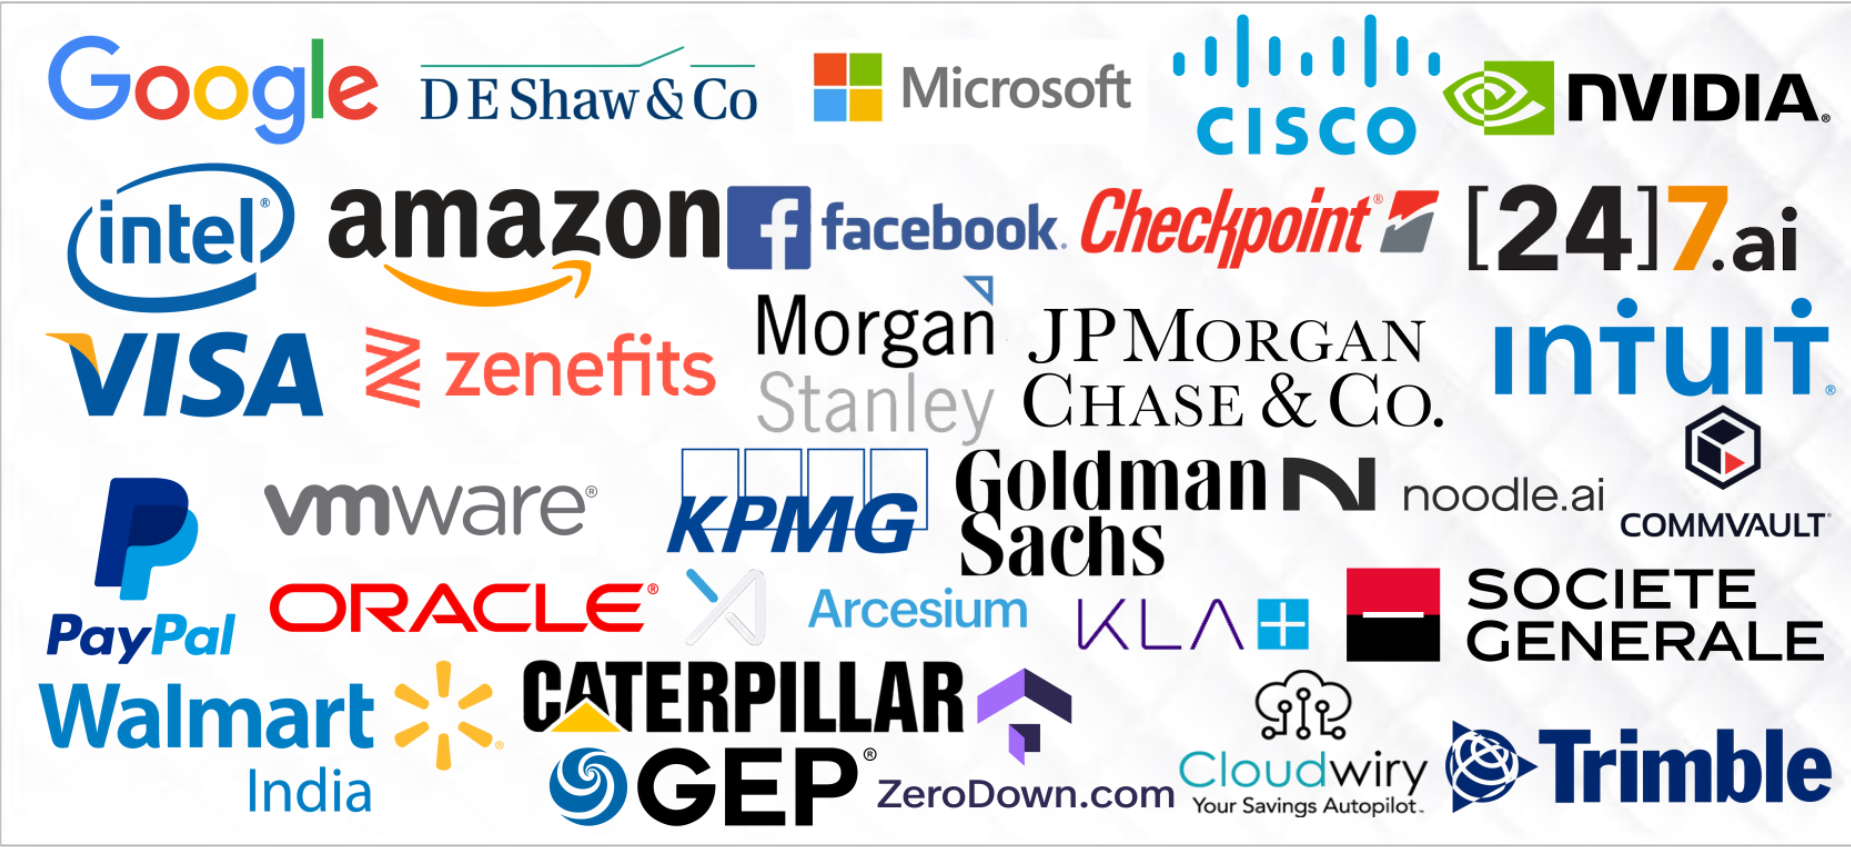 Google
D E Shaw & Co
Microsoft
CISCO
NVIDIA®
intel®
amazon
f facebook.
Checkpoint®
[24]7.ai
VISA
zenefits
Morgan
Stanley
JPMORGAN
CHASE & CO.
intuit®
PayPal
vmware®
KPMG
Goldman
Sachs
noodle.ai
COMMVAULT
ORACLE®
Arcesium
KLA+
SOCIETE
GENERALE
Walmart
India
CATERPILLAR
GEP®
ZeroDown.com
Cloudwiry
Your Savings Autopilot
Trimble